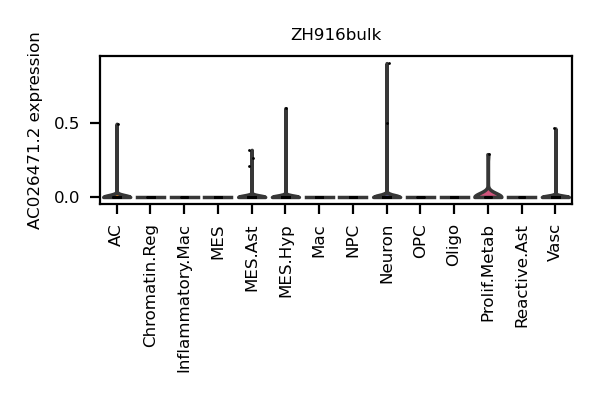 ZH916bulk
AC026471.2 expression
0.5
0.0
AC
Chromatin.Reg
Inflammatory.Mac
MES
MES.Ast
MES.Hyp
Mac
NPC
Neuron
OPC
Oligo
Prolif.Metab
Reactive.Ast
Vasc